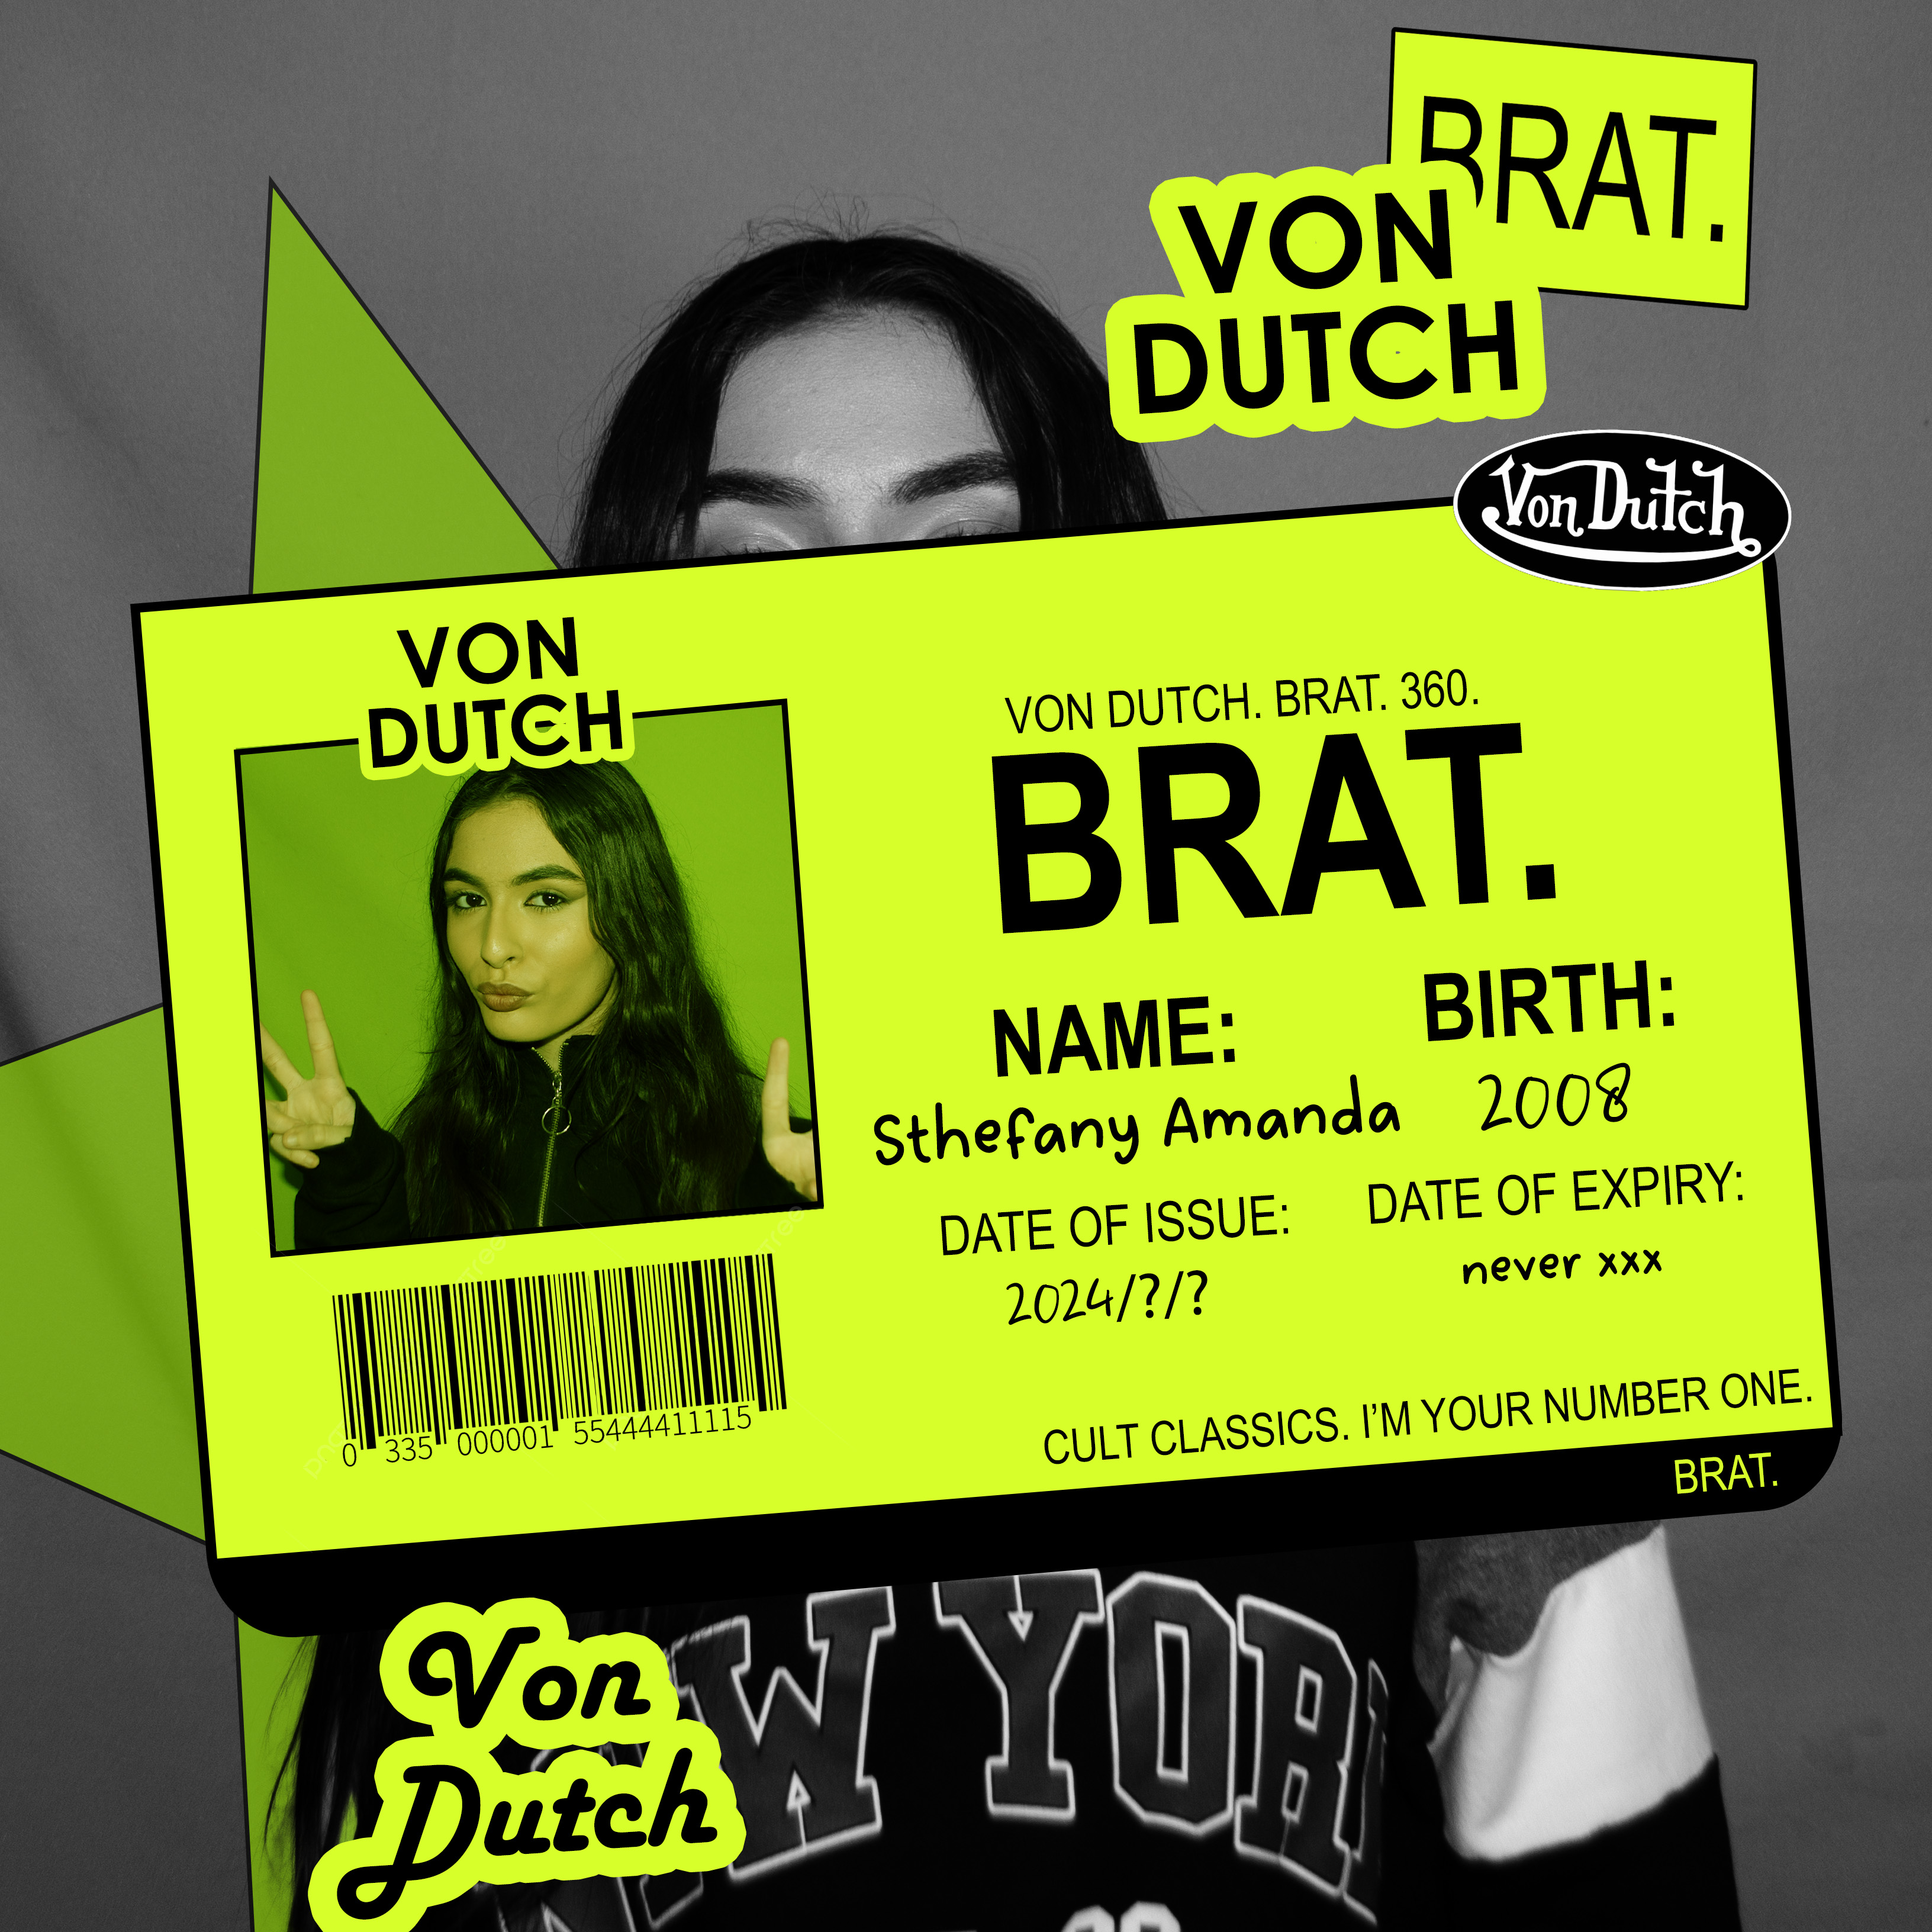 BRAT.
VON
DUTCH
Von Dutch
VON
DUTCH
VON DUTCH. BRAT. 360.
BRAT.
NAME:
BIRTH:
Sthefany Amanda
2008
DATE OF ISSUE:
DATE OF EXPIRY:
2024/?/?
never xxx
0 335 000001 55444411115
CULT CLASSICS. I'M YOUR NUMBER ONE.
BRAT.
Von
Dutch
W YOR